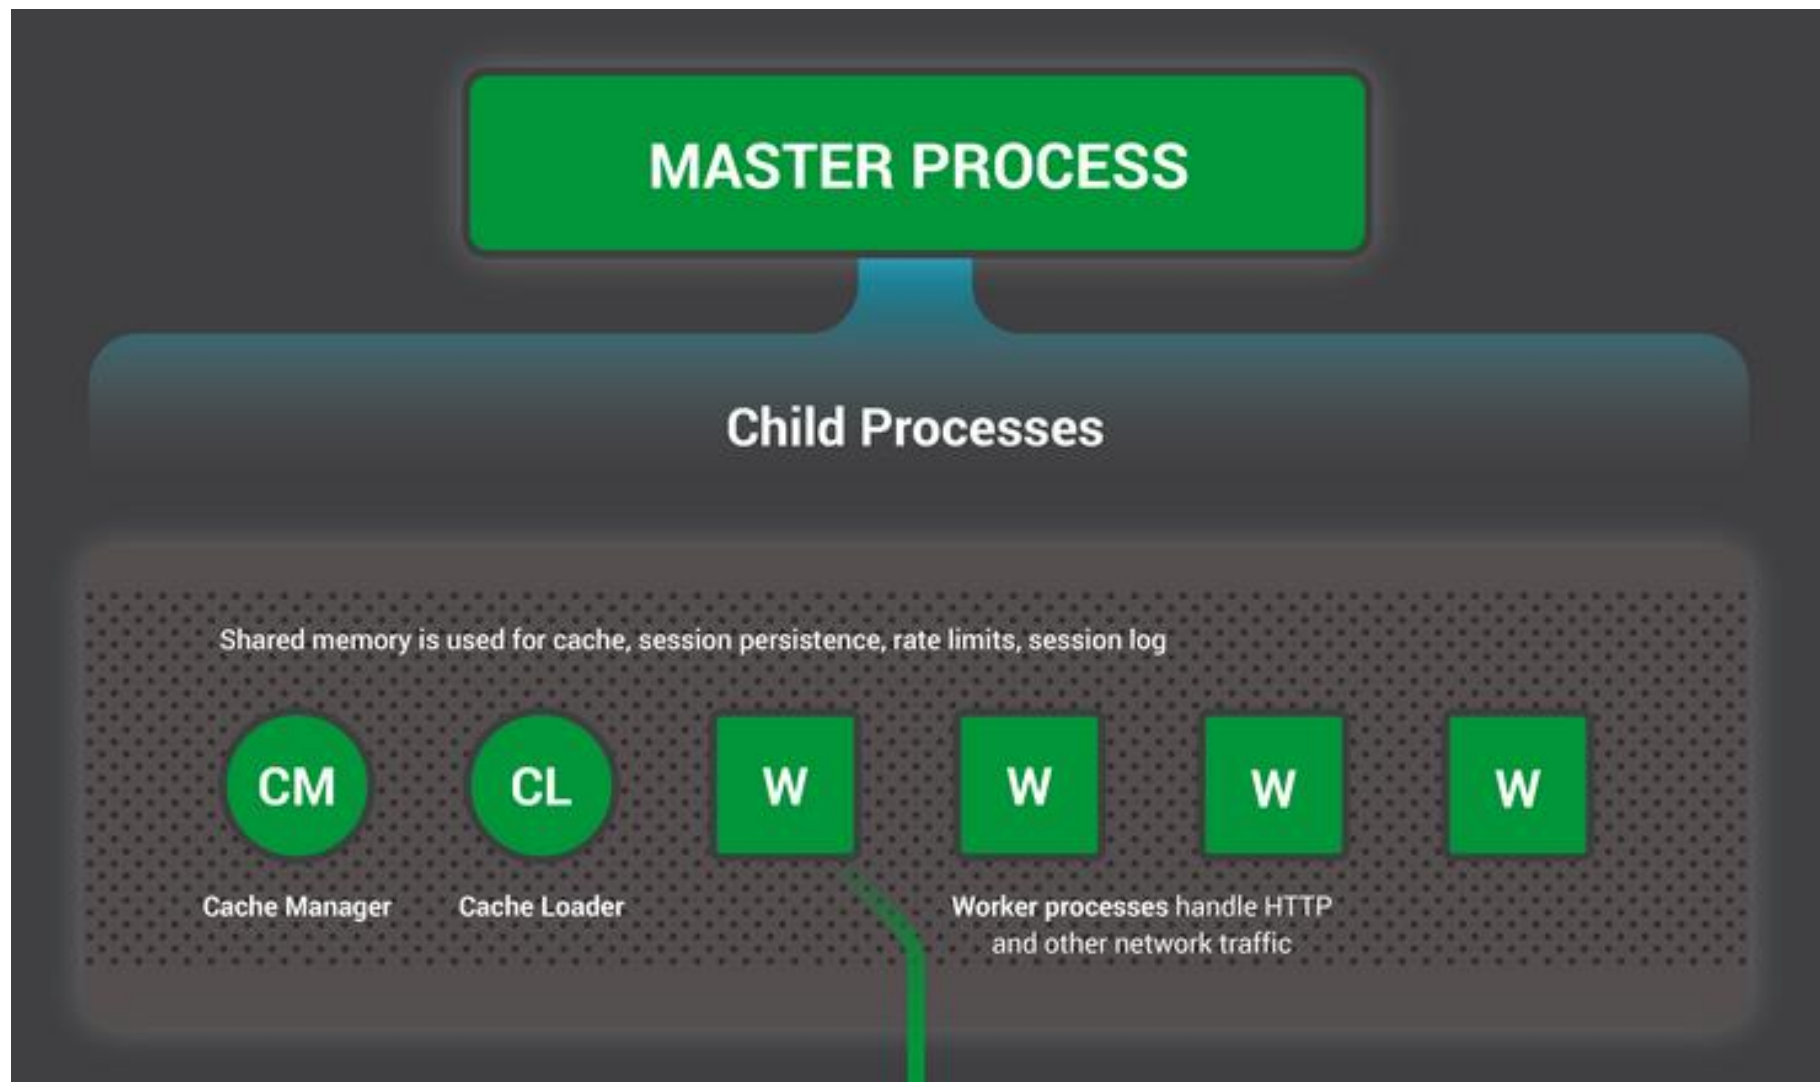 MASTER PROCESS
Child Processes
Shared memory is used for cache, session persistence, rate limits, session log
CM
CL
W
W
W
W
Cache Manager
Cache Loader
Worker processes handle HTTP
and other network traffic